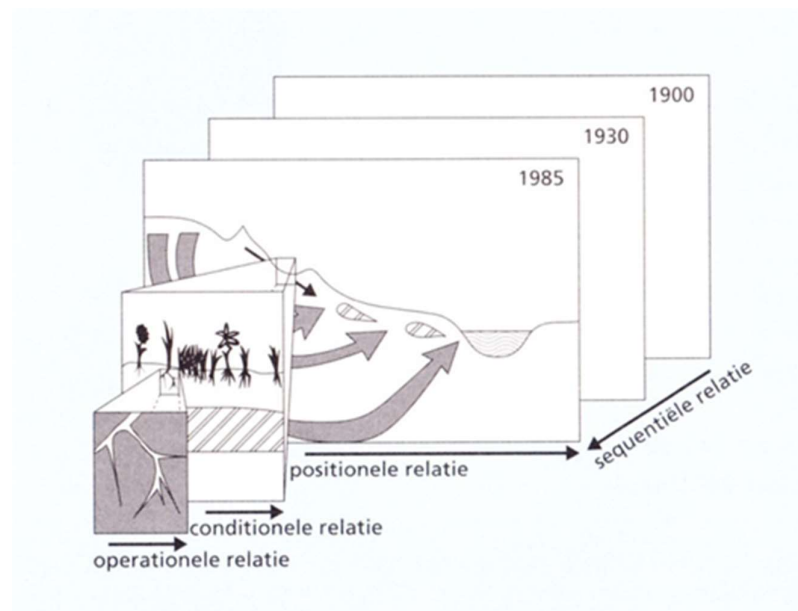 1900
1930
1985
sequentiële relatie
positionele relatie
conditionele relatie
operationele relatie